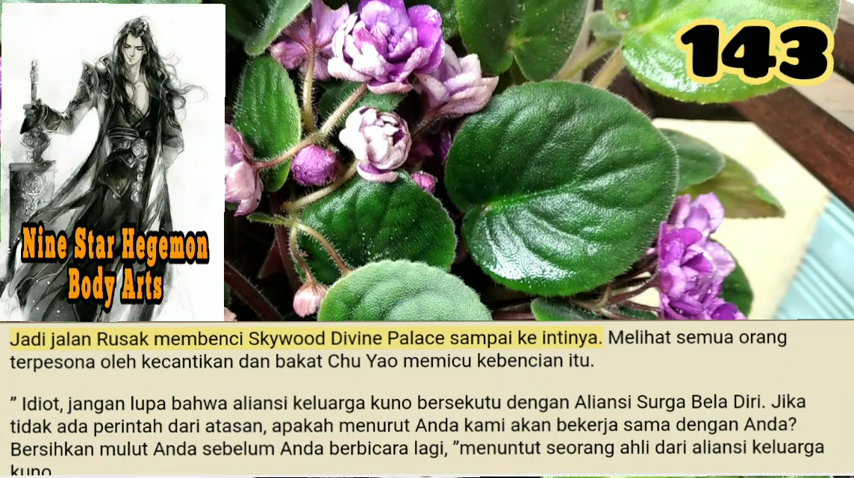 143
Nine Star Hegemon
Body Arts
Jadi jalan Rusak membenci Skywood Divine Palace sampai ke intinya. Melihat semua orang
terpesona oleh kecantikan dan bakat Chu Yao memicu kebencian itu.
” Idiot, jangan lupa bahwa aliansi keluarga kuno bersekutu dengan Aliansi Surga Bela Diri. Jika
tidak ada perintah dari atasan, apakah menurut Anda kami akan bekerja sama dengan Anda?
Bersihkan mulut Anda sebelum Anda berbicara lagi, ”menuntut seorang ahli dari aliansi keluarga
kuno